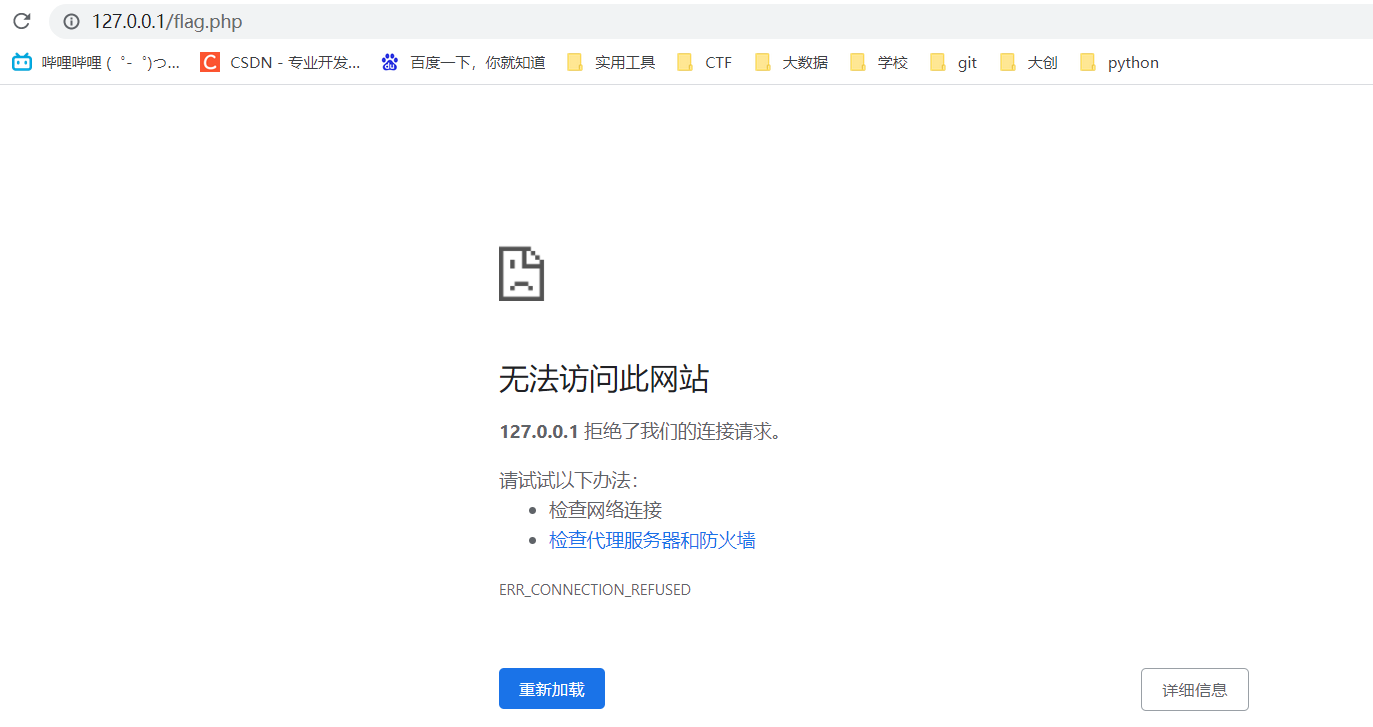 127.0.0.1/flag.php
哔哩哔哩 ( ゜- ゜)つ... CSDN - 专业开发... 百度一下，你就知道 实用工具 CTF 大数据 学校 git 大创 python
无法访问此网站
127.0.0.1 拒绝了我们的连接请求。
请试试以下办法：
检查网络连接
检查代理服务器和防火墙
ERR_CONNECTION_REFUSED
重新加载 详细信息